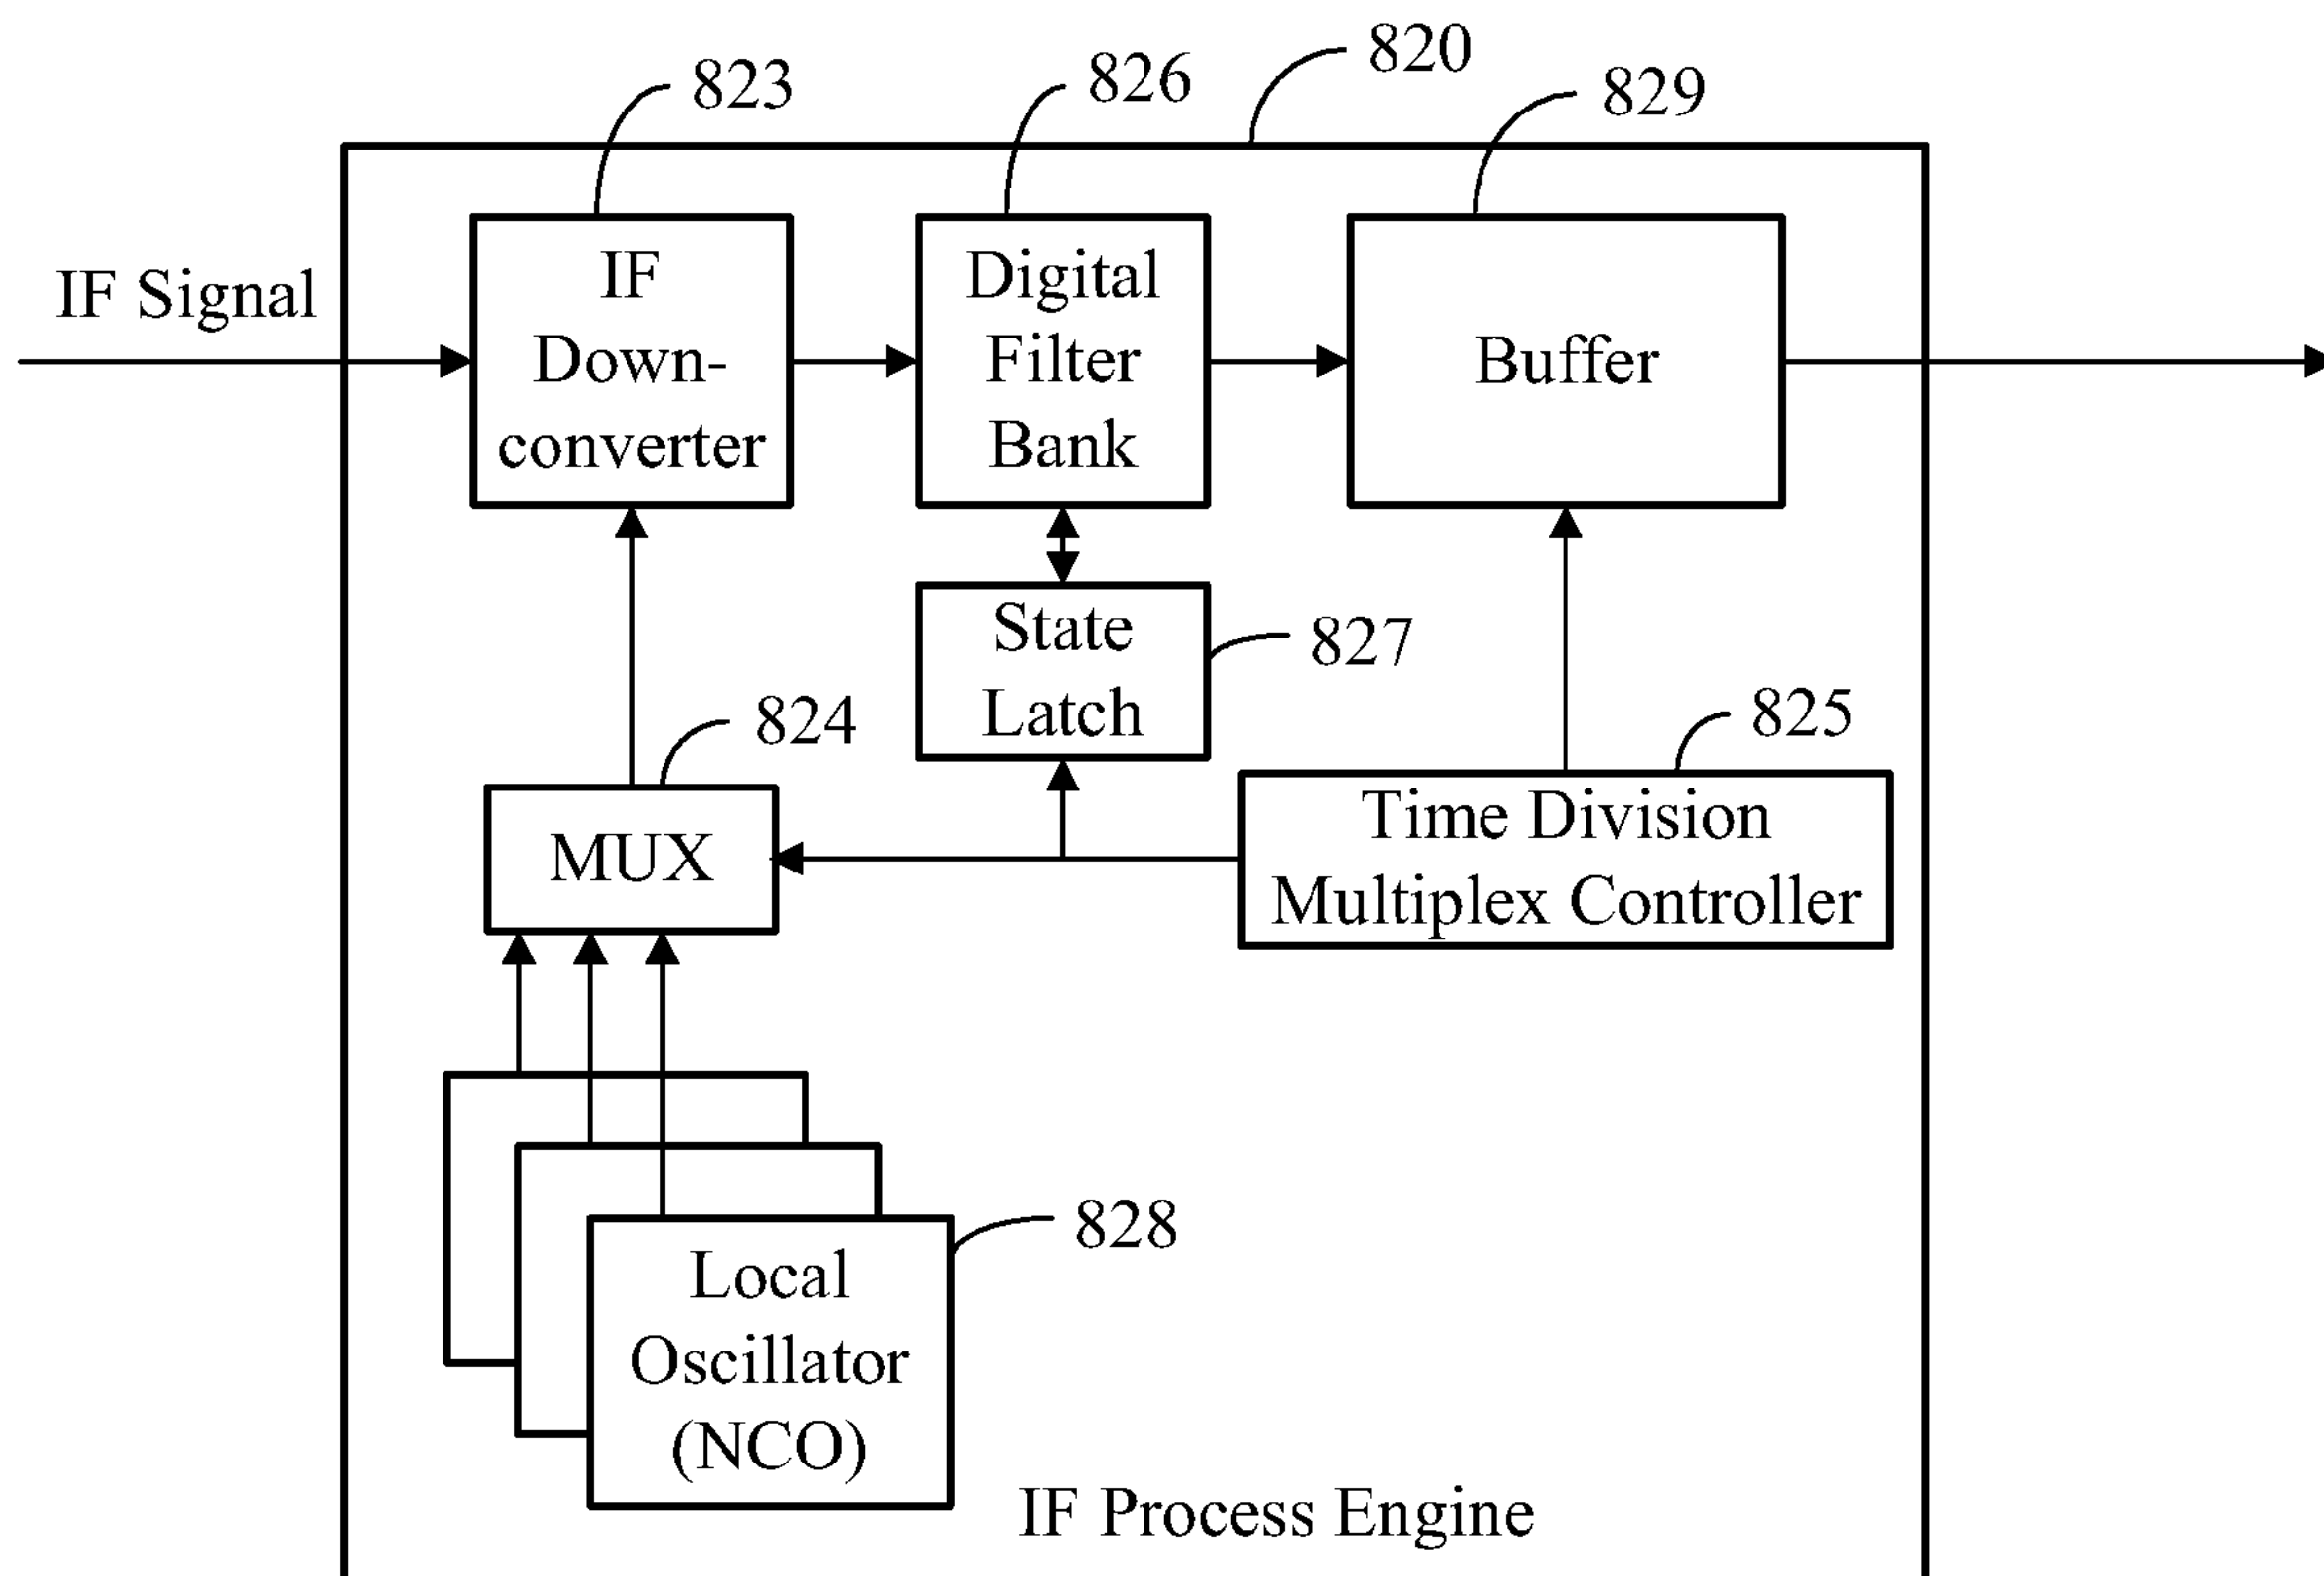 820
823
826
829
IF Signal
IF
Down-
converter
Digital
Filter
Bank
Buffer
State
Latch
827
824
825
MUX
Time Division
Multiplex Controller
828
Local
Oscillator
(NCO)
IF Process Engine